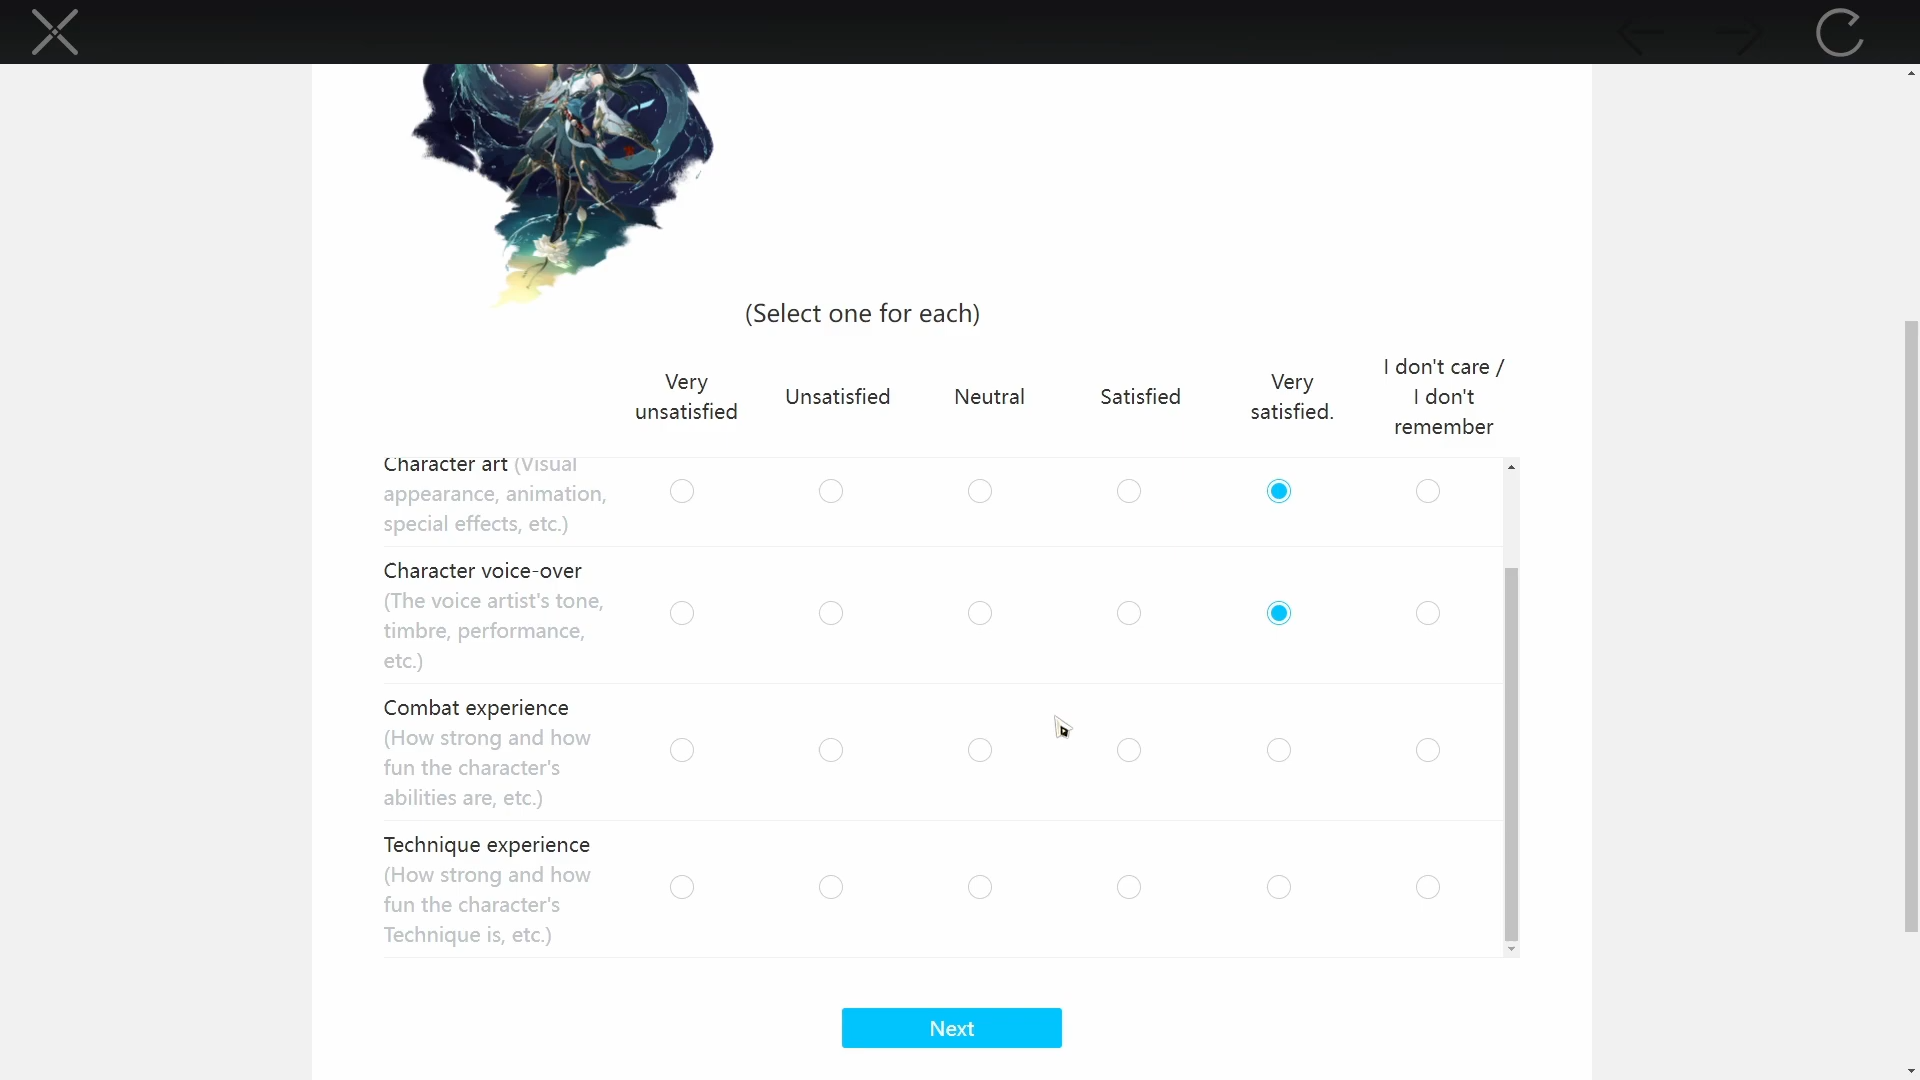 (Select one for each)
Very unsatisfied
Unsatisfied
Neutral
Satisfied
Very satisfied.
I don't care / I don't remember
Character art (Visual
appearance, animation,
special effects, etc.)
Character voice-over
(The voice artist's tone,
timbre, performance,
etc.)
Combat experience
(How strong and how
fun the character's
abilities are, etc.)
Technique experience
(How strong and how
fun the character's
Technique is, etc.)
Next